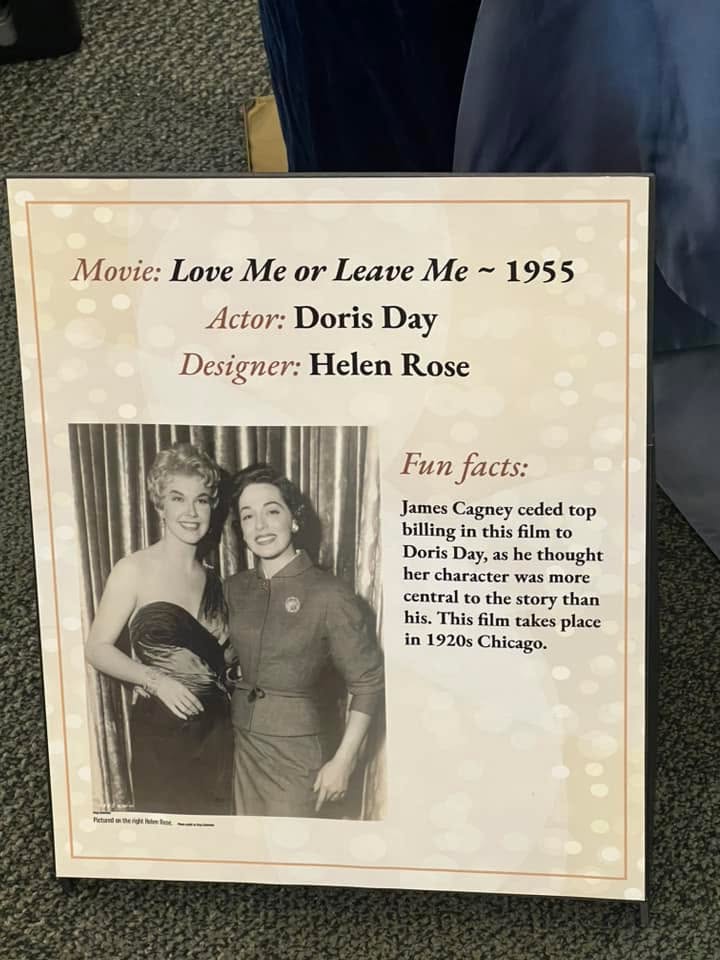 Movie: Love Me or Leave Me ~ 1955
Actor: Doris Day
Designer: Helen Rose
Fun facts:
James Cagney ceded top
billing in this film to
Doris Day, as he thought
her character was more
central to the story than
his. This film takes place
in 1920s Chicago.
Pictured on the right Helen Rose.